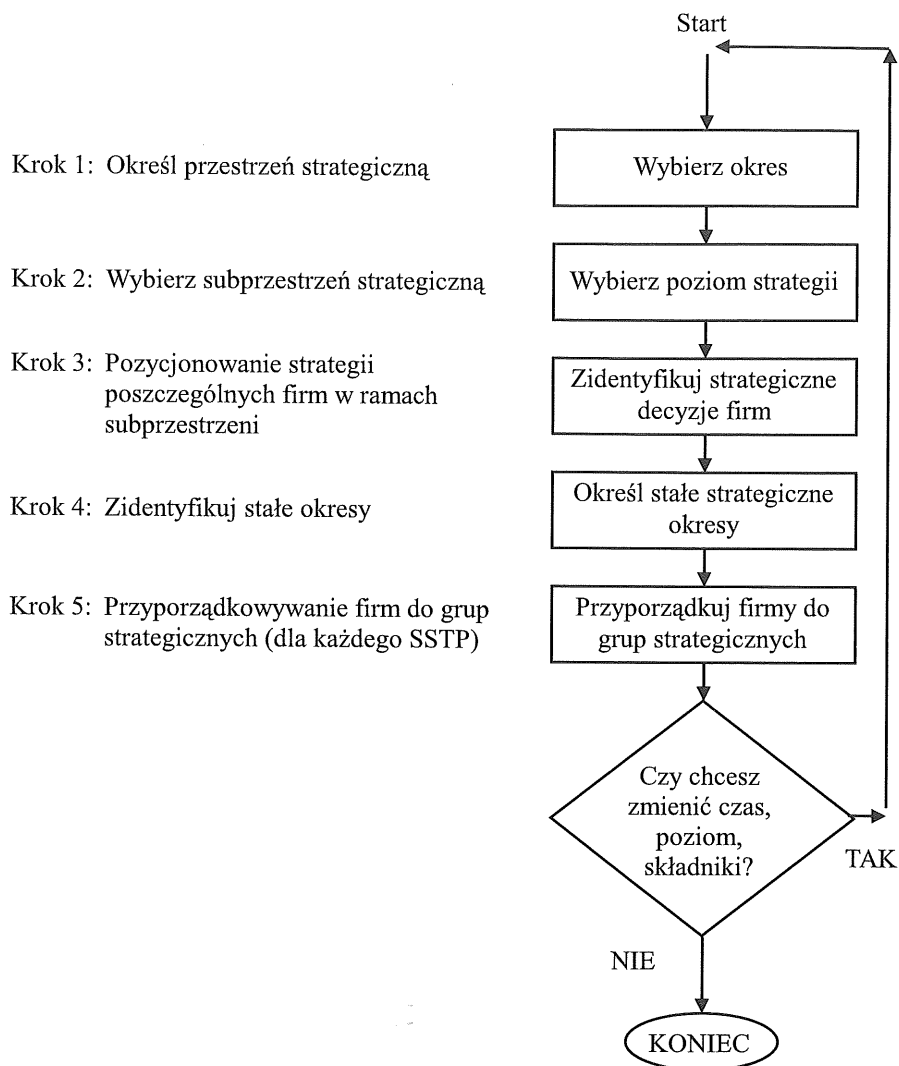 Start
Krok 1: Określ przestrzeń strategiczną
Wybierz okres
Krok 2: Wybierz subprzestrzeń strategiczną
Wybierz poziom strategii
Krok 3: Pozycjonowanie strategii
poszczególnych firm w ramach
subprzestrzeni
Zidentyfikuj strategiczne
decyzje firm
Krok 4: Zidentyfikuj stałe okresy
Określ stałe strategiczne
okresy
Krok 5: Przyporządkowywanie firm do grup
strategicznych (dla każdego SSTP)
Przyporządkuj firmy do
grup strategicznych
Czy chcesz
zmienić czas,
poziom,
składniki?
TAK
NIE
KONIEC